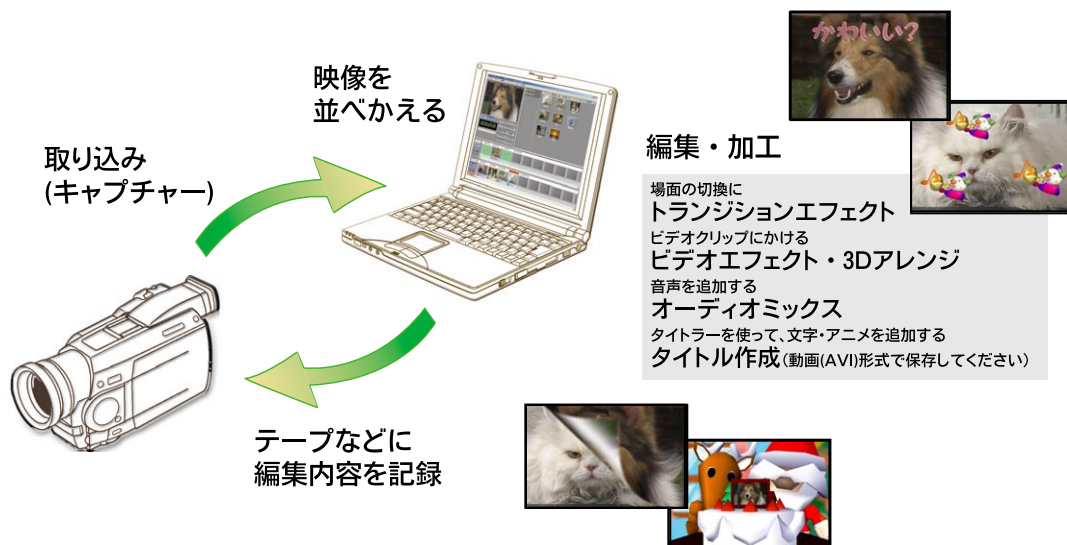 映像を
並べかえる
取り込み
(キャプチャー)
テープなどに
編集内容を記録
かわいい?
編集・加工
場面の切換に
トランジションエフェクト
ビデオクリップにかける
ビデオエフェクト・3Dアレンジ
音声を追加する
オーディオミックス
タイトラーを使って、文字・アニメを追加する
タイトル作成(動画(AVI)形式で保存してください)